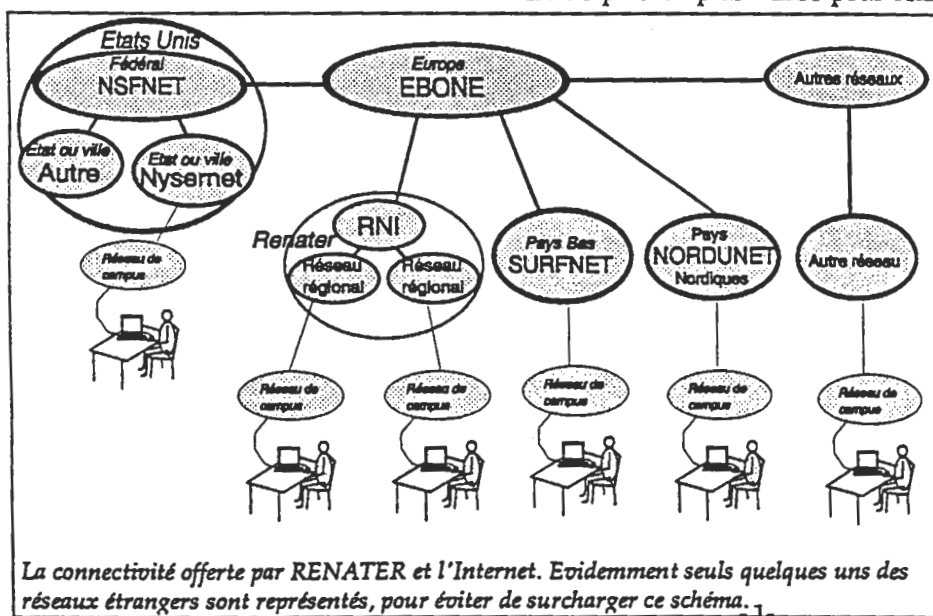 Etats Unis
Fédéral
NSFNET
Europe
EBONE
Autres réseaux
Etat ou ville
Autre
Etat ou ville
Nysernet
Renater
RNI
Réseau
régional
Réseau
régional
Pays Bas
SURFNET
Pays
NORDUNET
Nordiques
Autre réseau
Réseau de
campus
Réseau de
campus
Réseau de
campus
Réseau de
campus
Réseau de
campus
Réseau de
campus
La connectivité offerte par RENATER et l'Internet. Evidemment seuls quelques uns des
réseaux étrangers sont représentés, pour éviter de surcharger ce schéma.